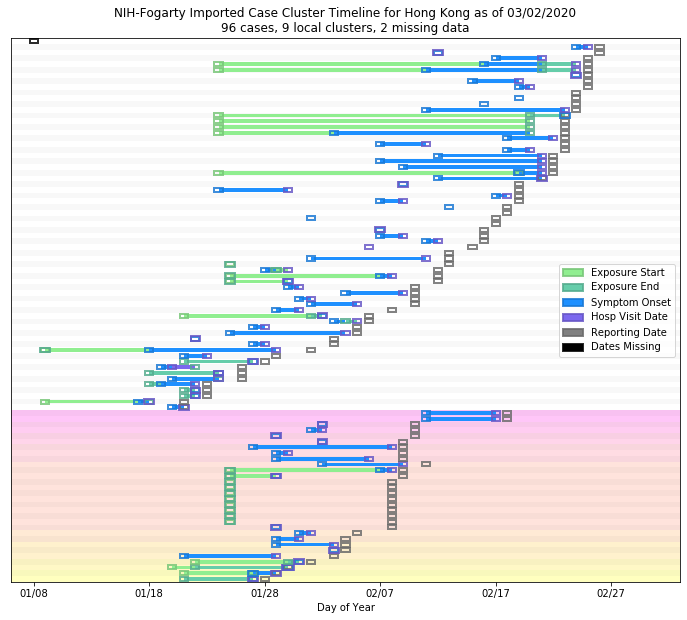 NIH-Fogarty Imported Case Cluster Timeline for Hong Kong as of 03/02/2020
96 cases, 9 local clusters, 2 missing data
Exposure Start
Exposure End
Symptom Onset
Hosp Visit Date
Reporting Date
Dates Missing
01/08 01/18 01/28 02/07 02/17 02/27
Day of Year